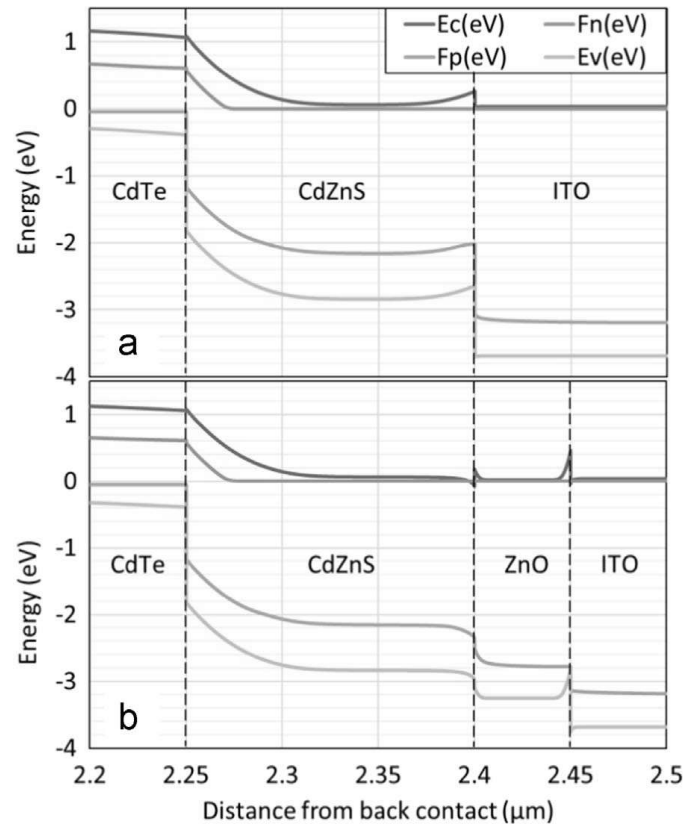 Ec(eV) Fn(eV)
Fp(eV) Ev(eV)
1
0
-1
-2
-3
-4
Energy (eV)
CdTe CdZnS ITO
a
1
0
-1
-2
-3
-4
Energy (eV)
CdTe CdZnS ZnO ITO
b
2.2 2.25 2.3 2.35 2.4 2.45 2.5
Distance from back contact (μm)